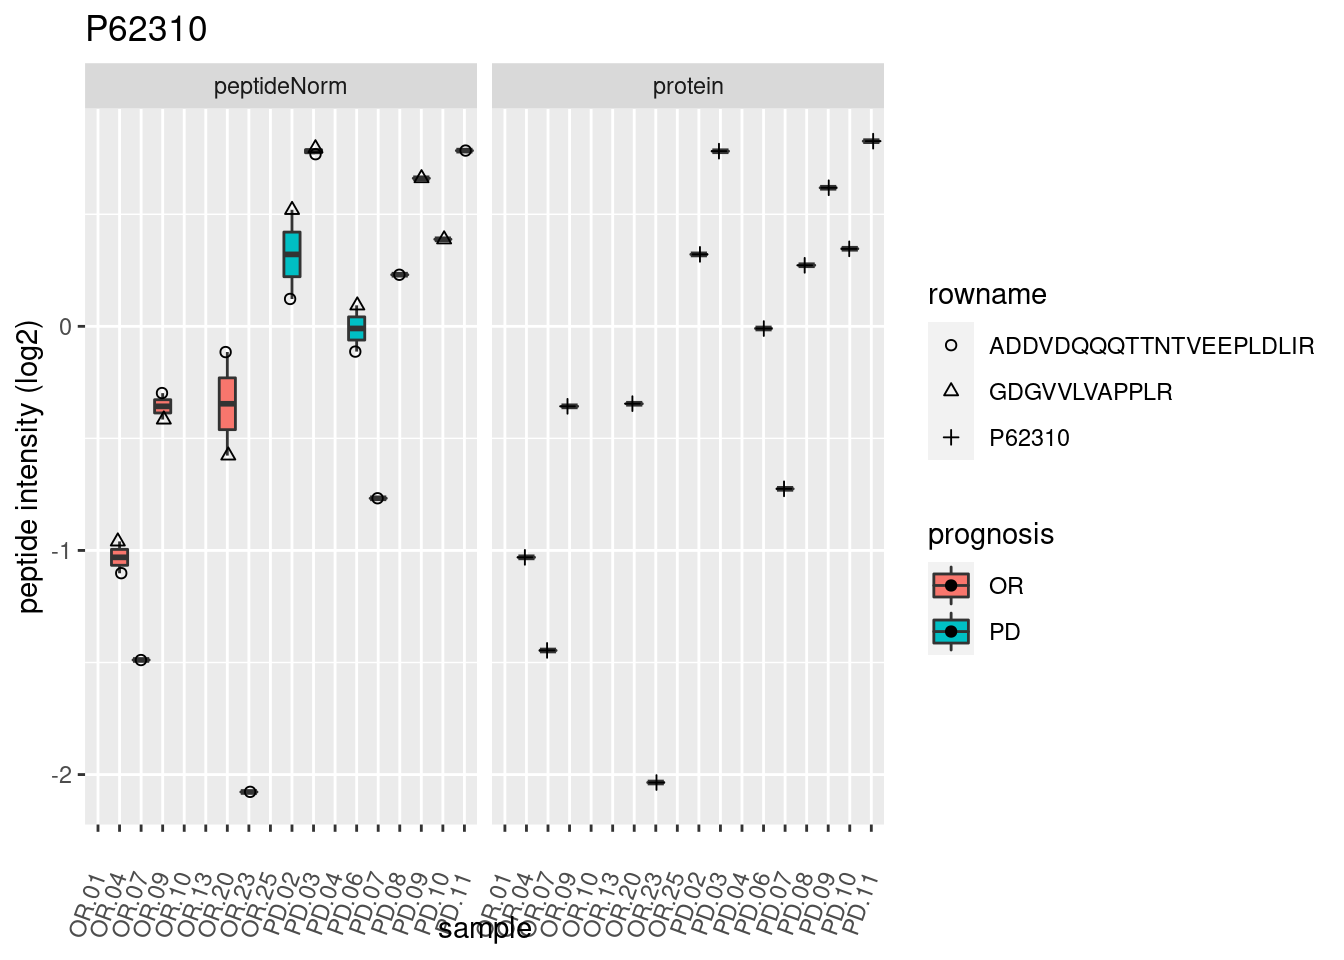 P62310
peptideNorm
protein
peptide intensity (log2)
0
-1
-2
OR.01
OR.04
OR.07
OR.09
OR.10
OR.13
OR.20
OR.23
OR.25
PD.02
PD.03
PD.04
PD.06
PD.07
PD.08
PD.09
PD.10
PD.11
OR.01
OR.04
OR.07
OR.09
OR.10
OR.13
OR.20
OR.23
OR.25
PD.02
PD.03
PD.04
PD.06
PD.07
PD.08
PD.09
PD.10
PD.11
sample
rowname
ADDVDQQQTTNTVEEPLDLIR
GDGVVLVAPPLR
P62310
prognosis
OR
PD